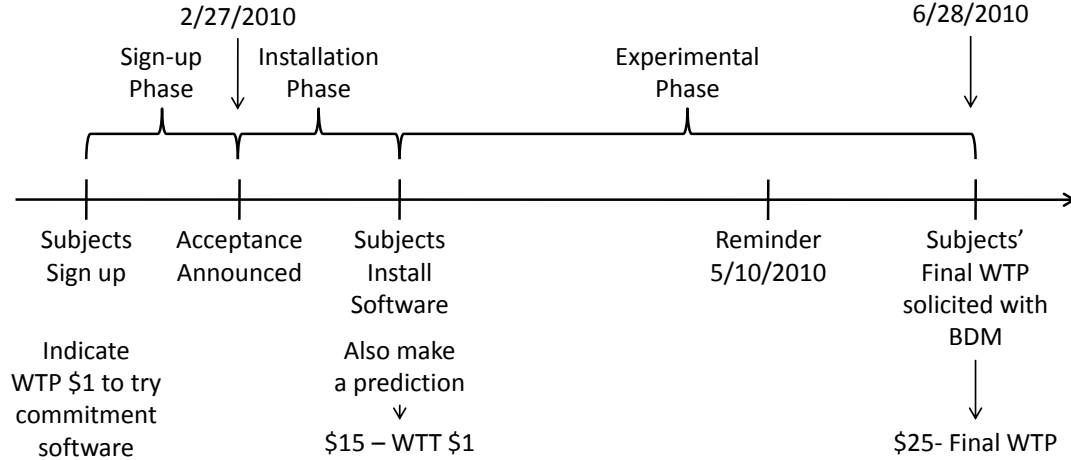 2/27/2010
6/28/2010
Sign-up
Phase
Installation
Phase
Experimental
Phase
Subjects
Sign up
Acceptance
Announced
Subjects
Install
Software
Reminder
5/10/2010
Subjects’
Final WTP
solicited with
BDM
Indicate
WTP $1 to try
commitment
software
Also make
a prediction
$15 – WTT $1
$25- Final WTP